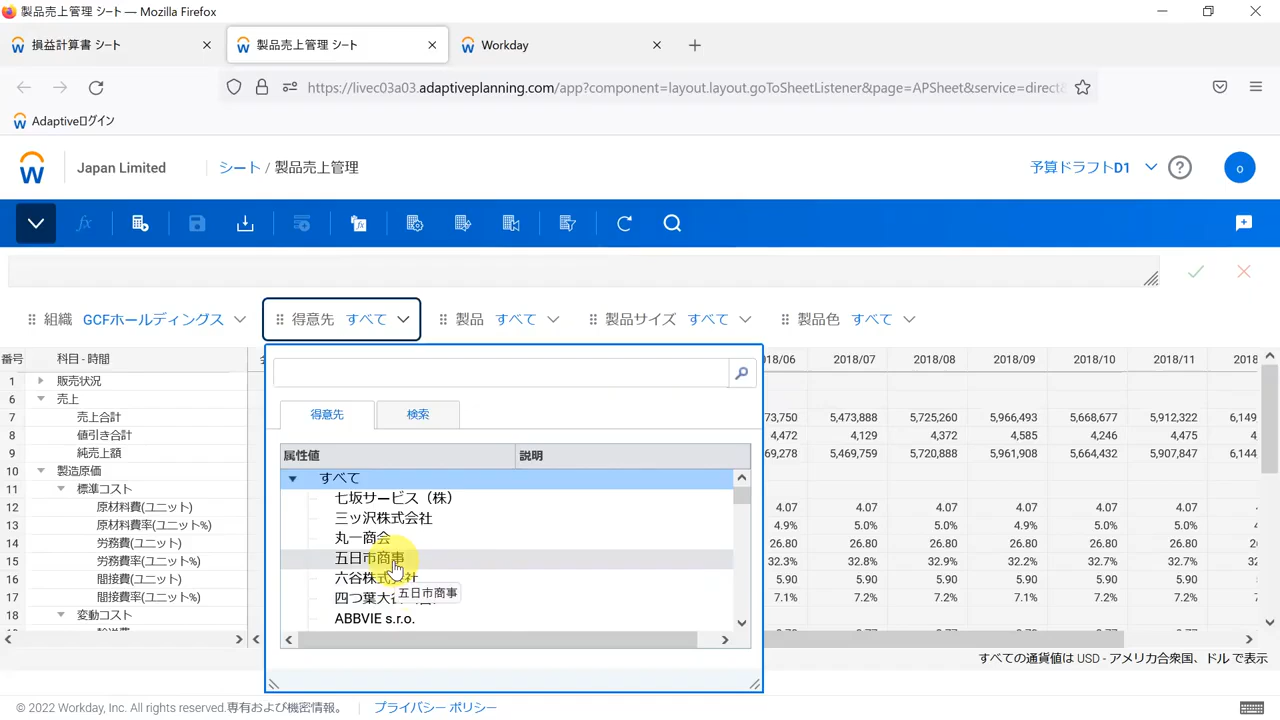 製品売上管理 シート — Mozilla Firefox
損益計算書 シート
製品売上管理 シート
Workday
https://livec03a03.adaptiveplanning.com/app?component=layout.layout.goToSheetListener&page=APSheet&service=direct&
Adaptiveログイン
Japan Limited
シート / 製品売上管理
予算ドラフトD1
o
組織 GCFホールディングス
得意先 すべて
製品 すべて
製品サイズ すべて
製品色 すべて
番号 科目 - 時間 18/06 2018/07 2018/08 2018/09 2018/10 2018/11 2018
1 販売状況
6 売上
7 売上合計 73,750 5,473,888 5,725,260 5,966,493 5,668,677 5,912,322 6,149
8 値引き合計 4,472 4,129 4,372 4,585 4,246 4,475 4
9 純売上額 69,278 5,469,759 5,720,888 5,961,908 5,664,432 5,907,847 6,144
10 製造原価
11 標準コスト
12 原材料費(ユニット) 4.07 4.07 4.07 4.07 4.07 4.07
13 原材料費率(ユニット%) 4.9% 5.0% 5.0% 4.9% 5.0% 5.0%
14 労務費(ユニット) 26.80 26.80 26.80 26.80 26.80 26.80
15 労務費率(ユニット%) 32.3% 32.8% 32.9% 32.2% 32.7% 32.7% 32
16 間接費(ユニット) 5.90 5.90 5.90 5.90 5.90 5.90
17 間接費率(ユニット%) 7.1% 7.2% 7.2% 7.1% 7.2% 7.2% 7
18 変動コスト
得意先 検索
属性値 説明
すべて
七坂サービス（株）
三ッ沢株式会社
丸一商会
五日市商事
六谷株式会社
五日市商事
四つ葉大
ABBVIE s.r.o.
すべての通貨値は USD - アメリカ合衆国、ドル で表示
© 2022 Workday, Inc. All rights reserved.専有および機密情報。
プライバシー ポリシー